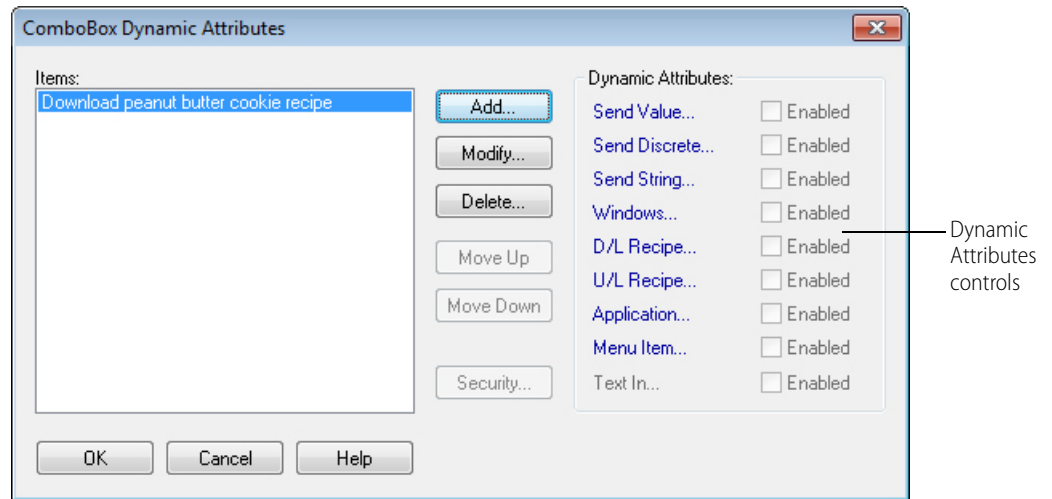 ComboBox Dynamic Attributes
Items:
Download peanut butter cookie recipe
Add...
Modify...
Delete...
Move Up
Move Down
Security...
Dynamic Attributes:
Send Value... Enabled
Send Discrete... Enabled
Send String... Enabled
Windows... Enabled
D/L Recipe... Enabled
U/L Recipe... Enabled
Application... Enabled
Menu Item... Enabled
Text In... Enabled
OK Cancel Help
Dynamic
Attributes
controls